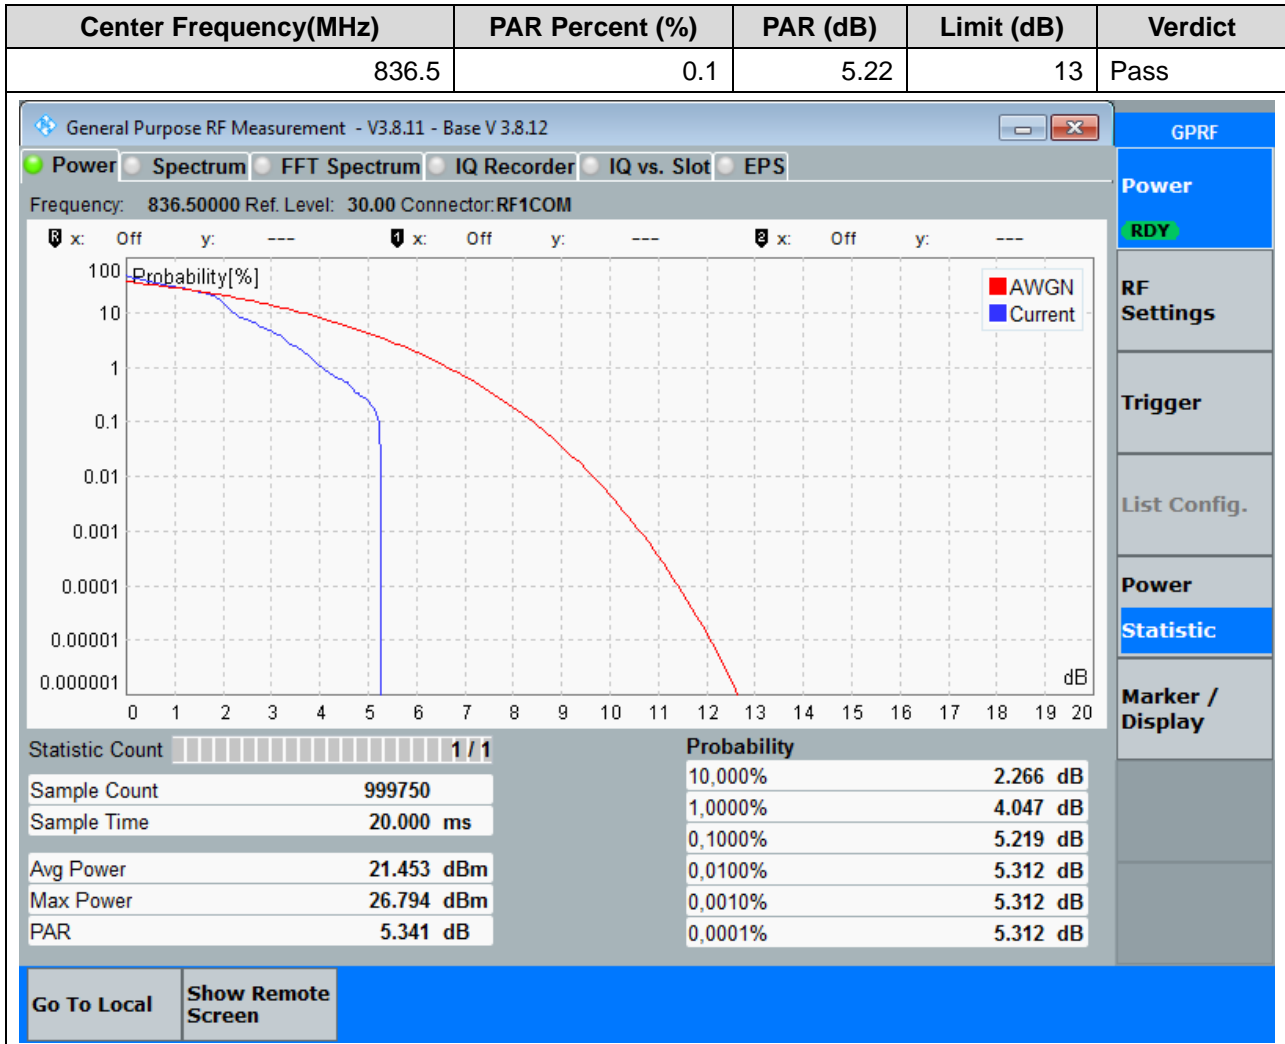 Center Frequency(MHz) PAR Percent (%) PAR (dB) Limit (dB) Verdict
836.5 0.1 5.22 13 Pass
General Purpose RF Measurement - V3.8.11 - Base V 3.8.12
GPRF
Power Spectrum FFT Spectrum IQ Recorder IQ vs. Slot EPS
Power
RDY
Frequency: 836.50000 Ref. Level: 30.00 Connector:RF1COM
R x: Off y: --- 1 x: Off y: --- 2 x: Off y: ---
Probability[%]
AWGN
Current
100
10
1
0.1
0.01
0.001
0.0001
0.00001
0.000001
dB
0 1 2 3 4 5 6 7 8 9 10 11 12 13 14 15 16 17 18 19 20
RF
Settings
Trigger
List Config.
Power
Statistic
Marker /
Display
Statistic Count 1 / 1
Sample Count 999750
Sample Time 20.000 ms
Avg Power 21.453 dBm
Max Power 26.794 dBm
PAR 5.341 dB
Probability
10,000% 2.266 dB
1,0000% 4.047 dB
0,1000% 5.219 dB
0,0100% 5.312 dB
0,0010% 5.312 dB
0,0001% 5.312 dB
Go To Local
Show Remote
Screen